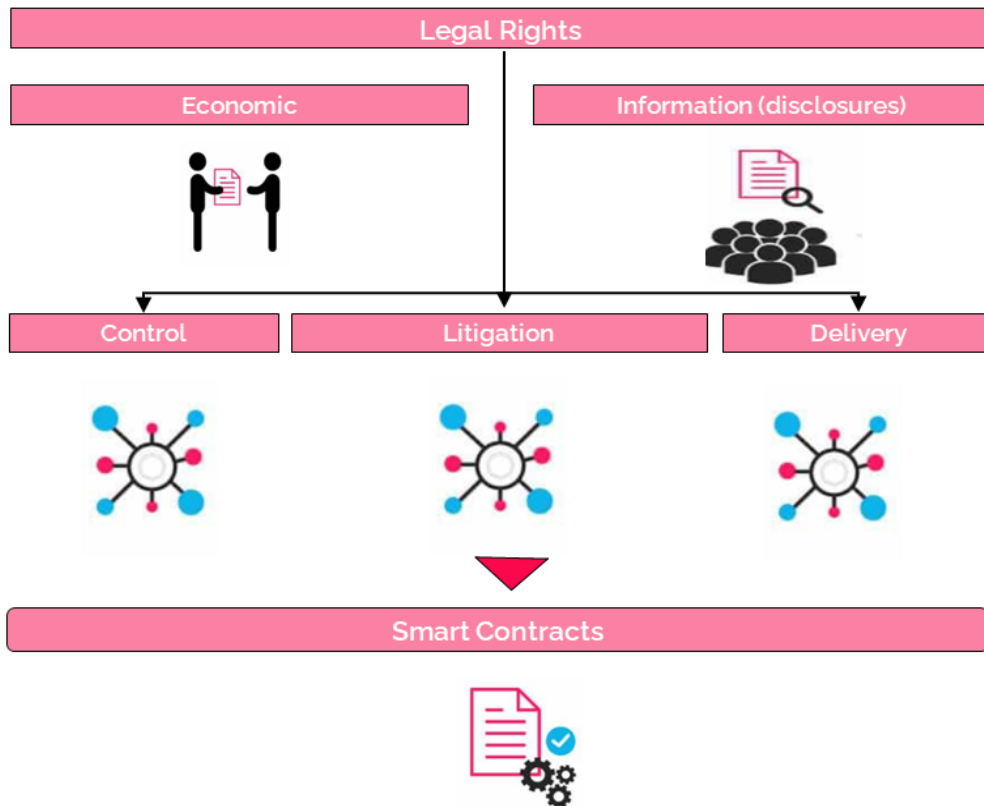 Legal Rights
Economic
Information (disclosures)
Control
Litigation
Delivery
Smart Contracts